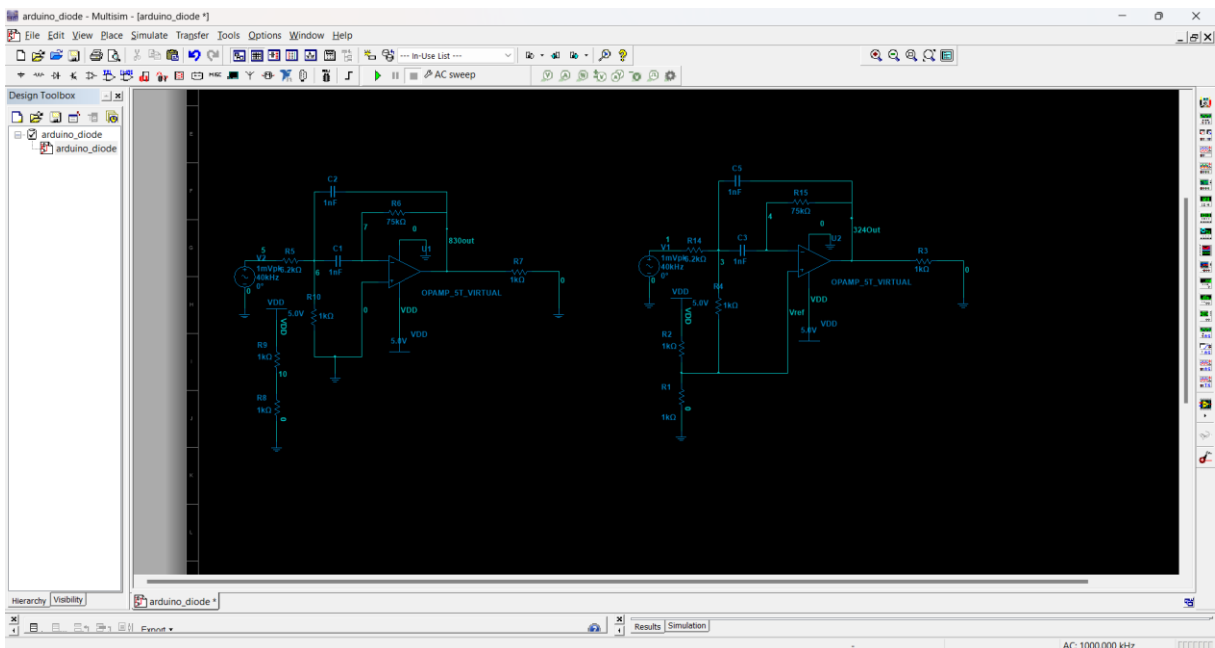 arduino_diode - Multisim - [arduino_diode *]
File Edit View Place Simulate Transfer Tools Options Window Help
--- In-Use List ---
AC sweep
Design Toolbox
arduino_diode
arduino_diode
E
F
G
H
I
J
K
L
C2
1nF
R6
75kΩ
7
0
U1
830out
5
V2
1mVpk
40kHz
0°
0
R5
6.2kΩ
6
C1
1nF
OPAMP_5T_VIRTUAL
R7
1kΩ
0
R10
1kΩ
0
VDD
5.0V
VDD
VDD
5.0V
VDD
R9
1kΩ
10
R8
1kΩ
0
C5
1nF
R15
75kΩ
4
0
U2
324Out
1
V1
1mVpk
40kHz
0°
0
R14
6.2kΩ
3
C3
1nF
OPAMP_5T_VIRTUAL
R3
1kΩ
0
R4
1kΩ
Vref
VDD
5.0V
VDD
VDD
5.0V
VDD
R2
1kΩ
R1
1kΩ
0
Hierarchy Visibility
arduino_diode *
Export
Results Simulation
-
AC: 1000.000 kHz